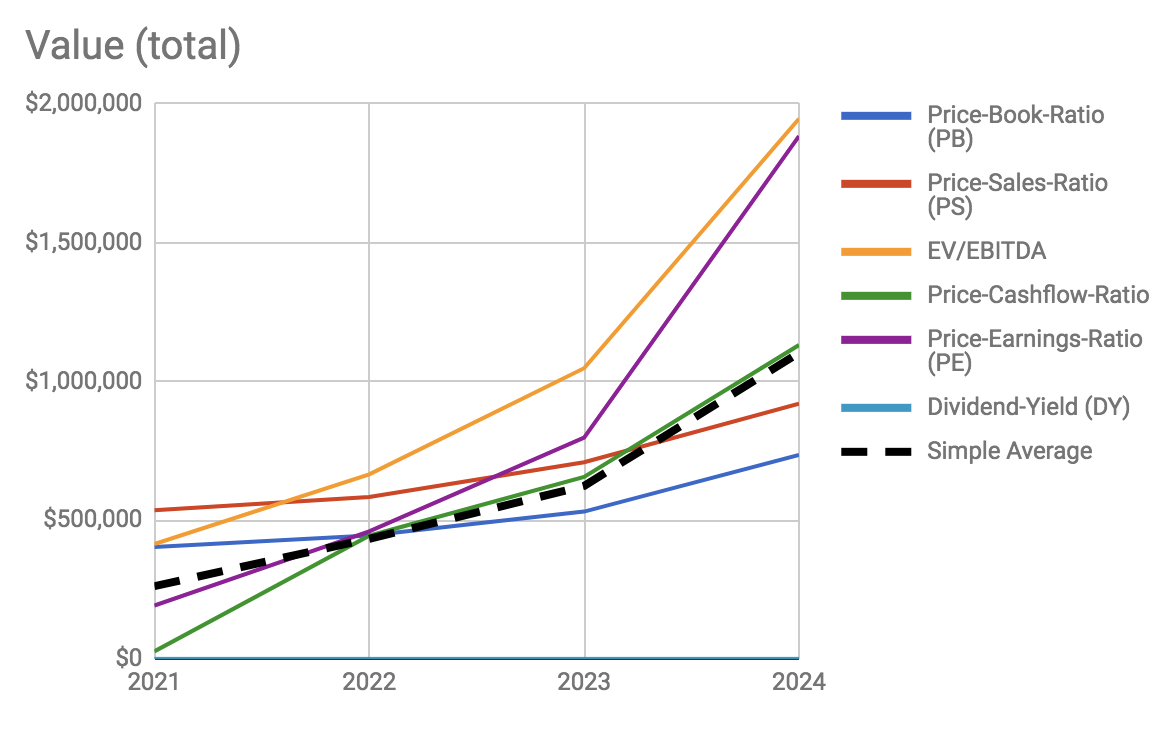 Value (total)
$2,000,000
$1,500,000
$1,000,000
$500,000
$0
2021
2022
2023
2024
Price-Book-Ratio
(PB)
Price-Sales-Ratio
(PS)
EV/EBITDA
Price-Cashflow-Ratio
Price-Earnings-Ratio
(PE)
Dividend-Yield (DY)
Simple Average